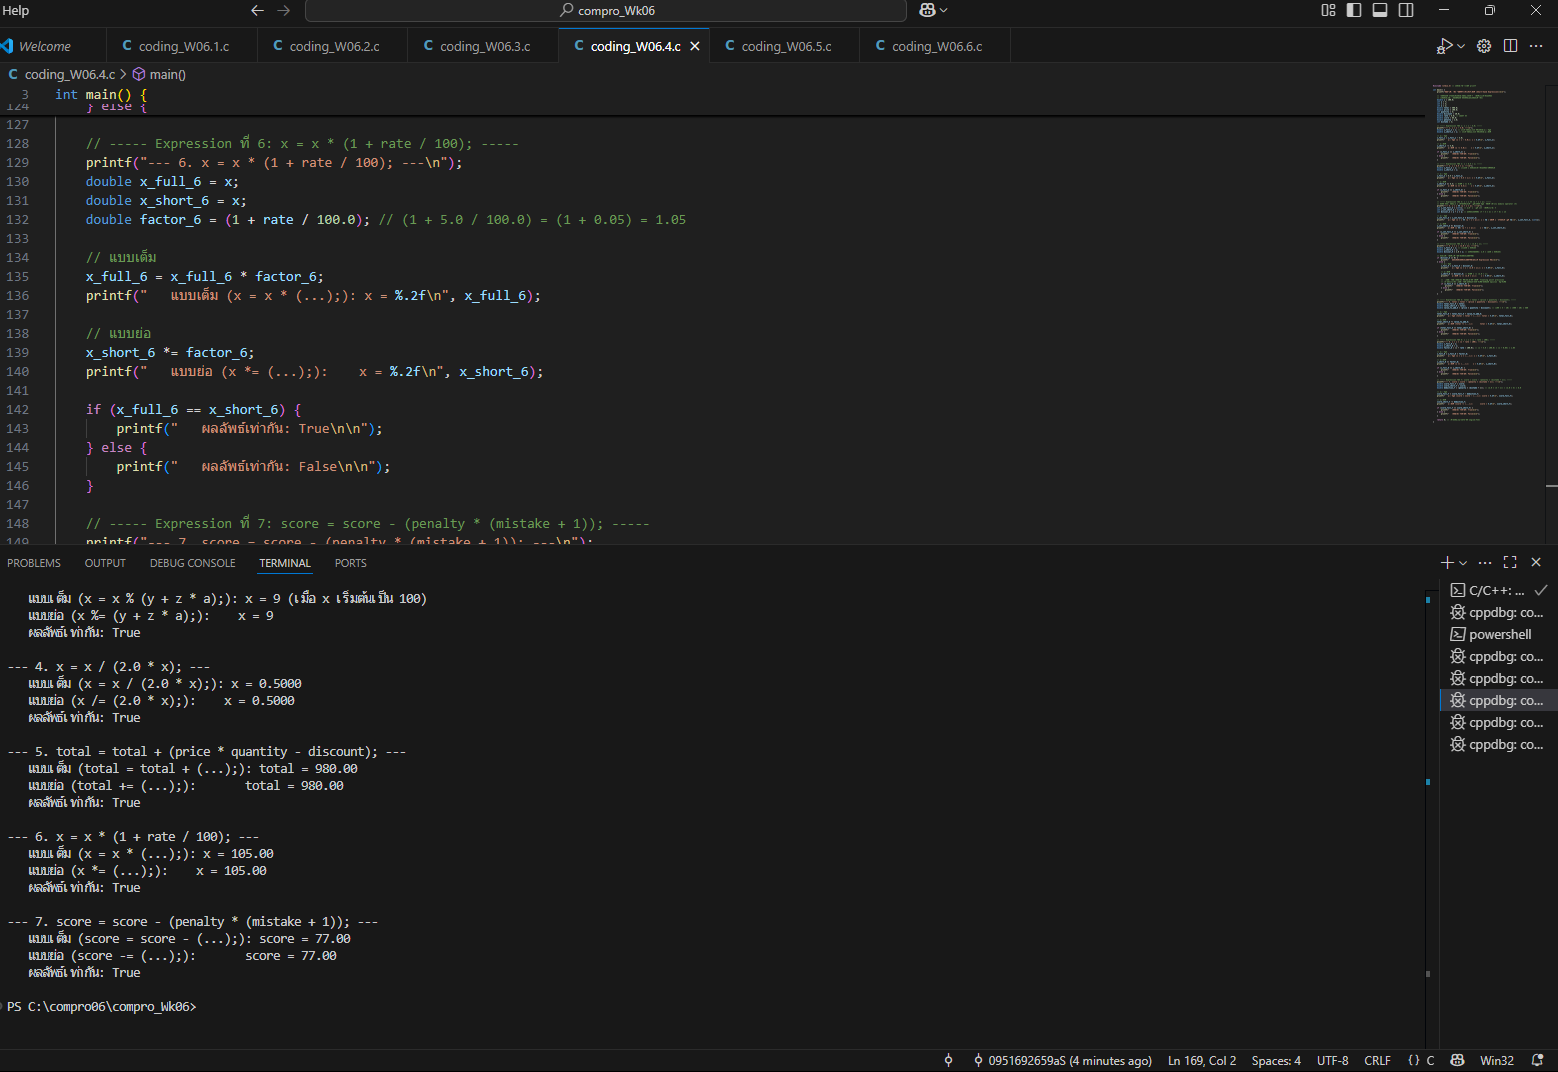 Help
compro_Wk06
Welcome
coding_W06.1.c
coding_W06.2.c
coding_W06.3.c
coding_W06.4.c
coding_W06.5.c
coding_W06.6.c
coding_W06.4.c > main()
3 int main() {
124 } else {
127
128 // ----- Expression ที่ 6: x = x * (1 + rate / 100); -----
129 printf("--- 6. x = x * (1 + rate / 100); ---\n");
130 double x_full_6 = x;
131 double x_short_6 = x;
132 double factor_6 = (1 + rate / 100.0); // (1 + 5.0 / 100.0) = (1 + 0.05) = 1.05
133
134 // แบบเต็ม
135 x_full_6 = x_full_6 * factor_6;
136 printf("   แบบเต็ม (x = x * (...);): x = %.2f\n", x_full_6);
137
138 // แบบย่อ
139 x_short_6 *= factor_6;
140 printf("   แบบย่อ (x *= (...);):    x = %.2f\n", x_short_6);
141
142 if (x_full_6 == x_short_6) {
143 printf("   ผลลัพธ์เท่ากัน: True\n\n");
144 } else {
145 printf("   ผลลัพธ์เท่ากัน: False\n\n");
146 }
147
148 // ----- Expression ที่ 7: score = score - (penalty * (mistake + 1)); -----
149 printf("--- 7. score = score - (penalty * (mistake + 1)); ---\n");
PROBLEMS OUTPUT DEBUG CONSOLE TERMINAL PORTS
แบบเต็ม (x = x % (y + z * a);): x = 9 (เมื่อ x เริ่มต้นเป็น 100)
แบบย่อ (x %= (y + z * a);):    x = 9
ผลลัพธ์เท่ากัน: True
--- 4. x = x / (2.0 * x); ---
แบบเต็ม (x = x / (2.0 * x);): x = 0.5000
แบบย่อ (x /= (2.0 * x);):    x = 0.5000
ผลลัพธ์เท่ากัน: True
--- 5. total = total + (price * quantity - discount); ---
แบบเต็ม (total = total + (...);): total = 980.00
แบบย่อ (total += (...);):       total = 980.00
ผลลัพธ์เท่ากัน: True
--- 6. x = x * (1 + rate / 100); ---
แบบเต็ม (x = x * (...);): x = 105.00
แบบย่อ (x *= (...);):    x = 105.00
ผลลัพธ์เท่ากัน: True
--- 7. score = score - (penalty * (mistake + 1)); ---
แบบเต็ม (score = score - (...);): score = 77.00
แบบย่อ (score -= (...);):       score = 77.00
ผลลัพธ์เท่ากัน: True
PS C:\compro06\compro_Wk06>
C/C++: ...
cppdbg: co...
powershell
cppdbg: co...
cppdbg: co...
cppdbg: co...
cppdbg: co...
cppdbg: co...
0951692659aS (4 minutes ago) Ln 169, Col 2 Spaces: 4 UTF-8 CRLF {} C Win32